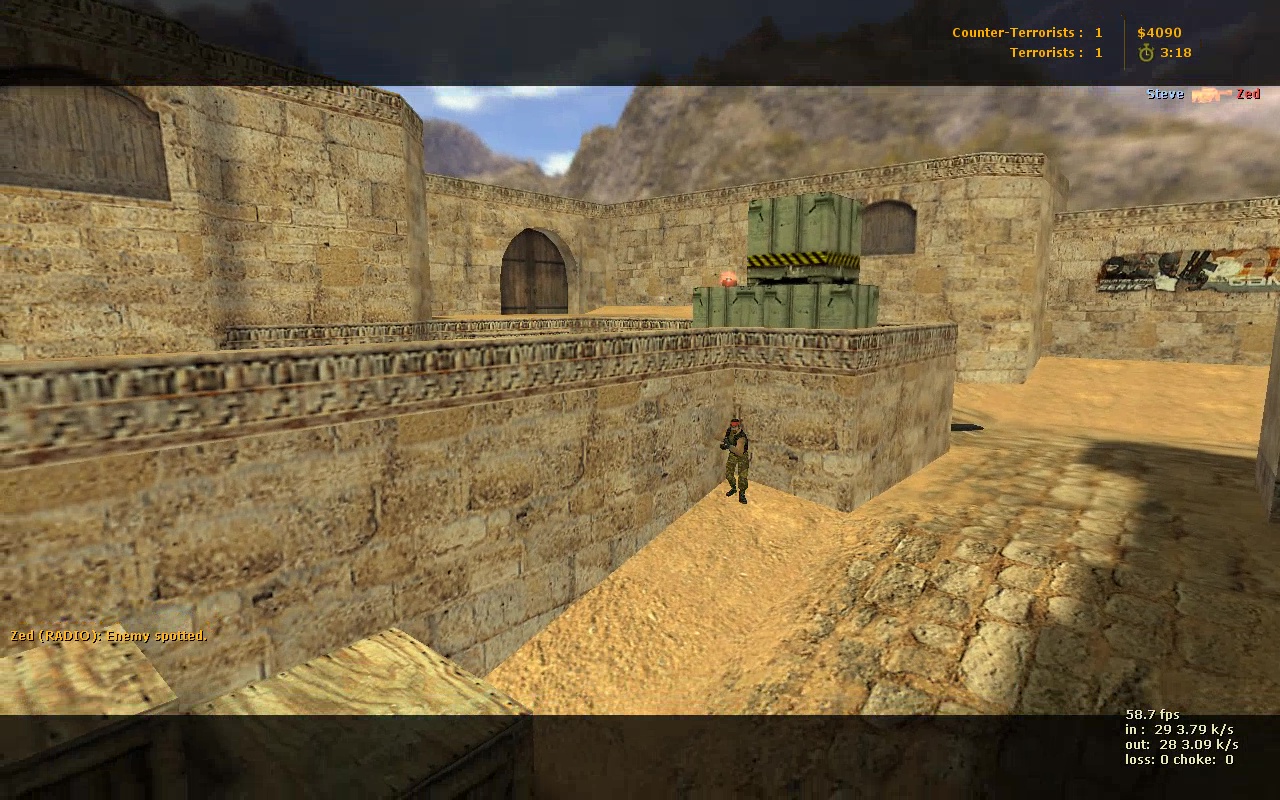 Counter-Terrorists : 1 $4090
Terrorists : 1 3:18
Steve Zed
Zed (RADIO): Enemy spotted.
58.7 fps
in : 29 3.79 k/s
out: 28 3.09 k/s
loss: 0 choke: 0